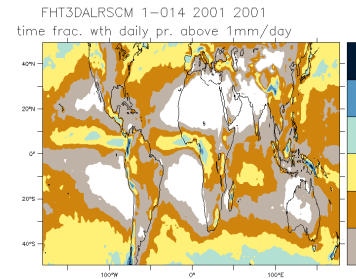 FHT3DALRSCM 1-014 2001 2001
time frac. wth daily pr. above 1mm/day
40°N
20°N
0°
20°S
40°S
100°W
0°
100°E